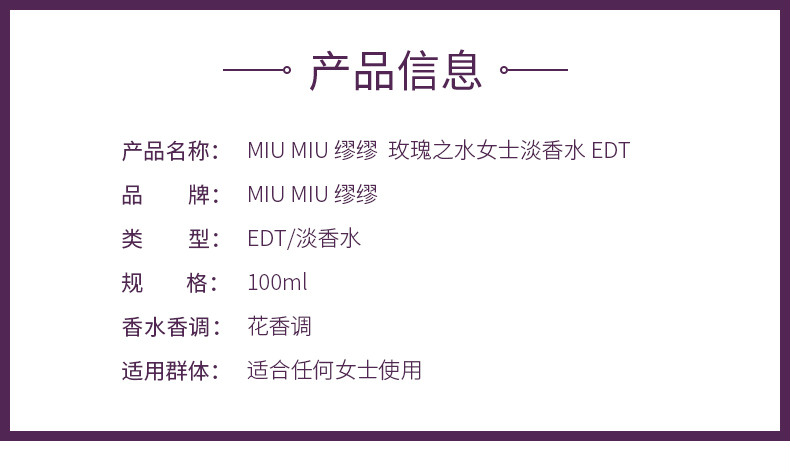 产品信息
产品名称： MIU MIU 缪缪 玫瑰之水女士淡香水 EDT
品 牌： MIU MIU 缪缪
类 型： EDT/淡香水
规 格： 100ml
香水香调： 花香调
适用群体： 适合任何女士使用